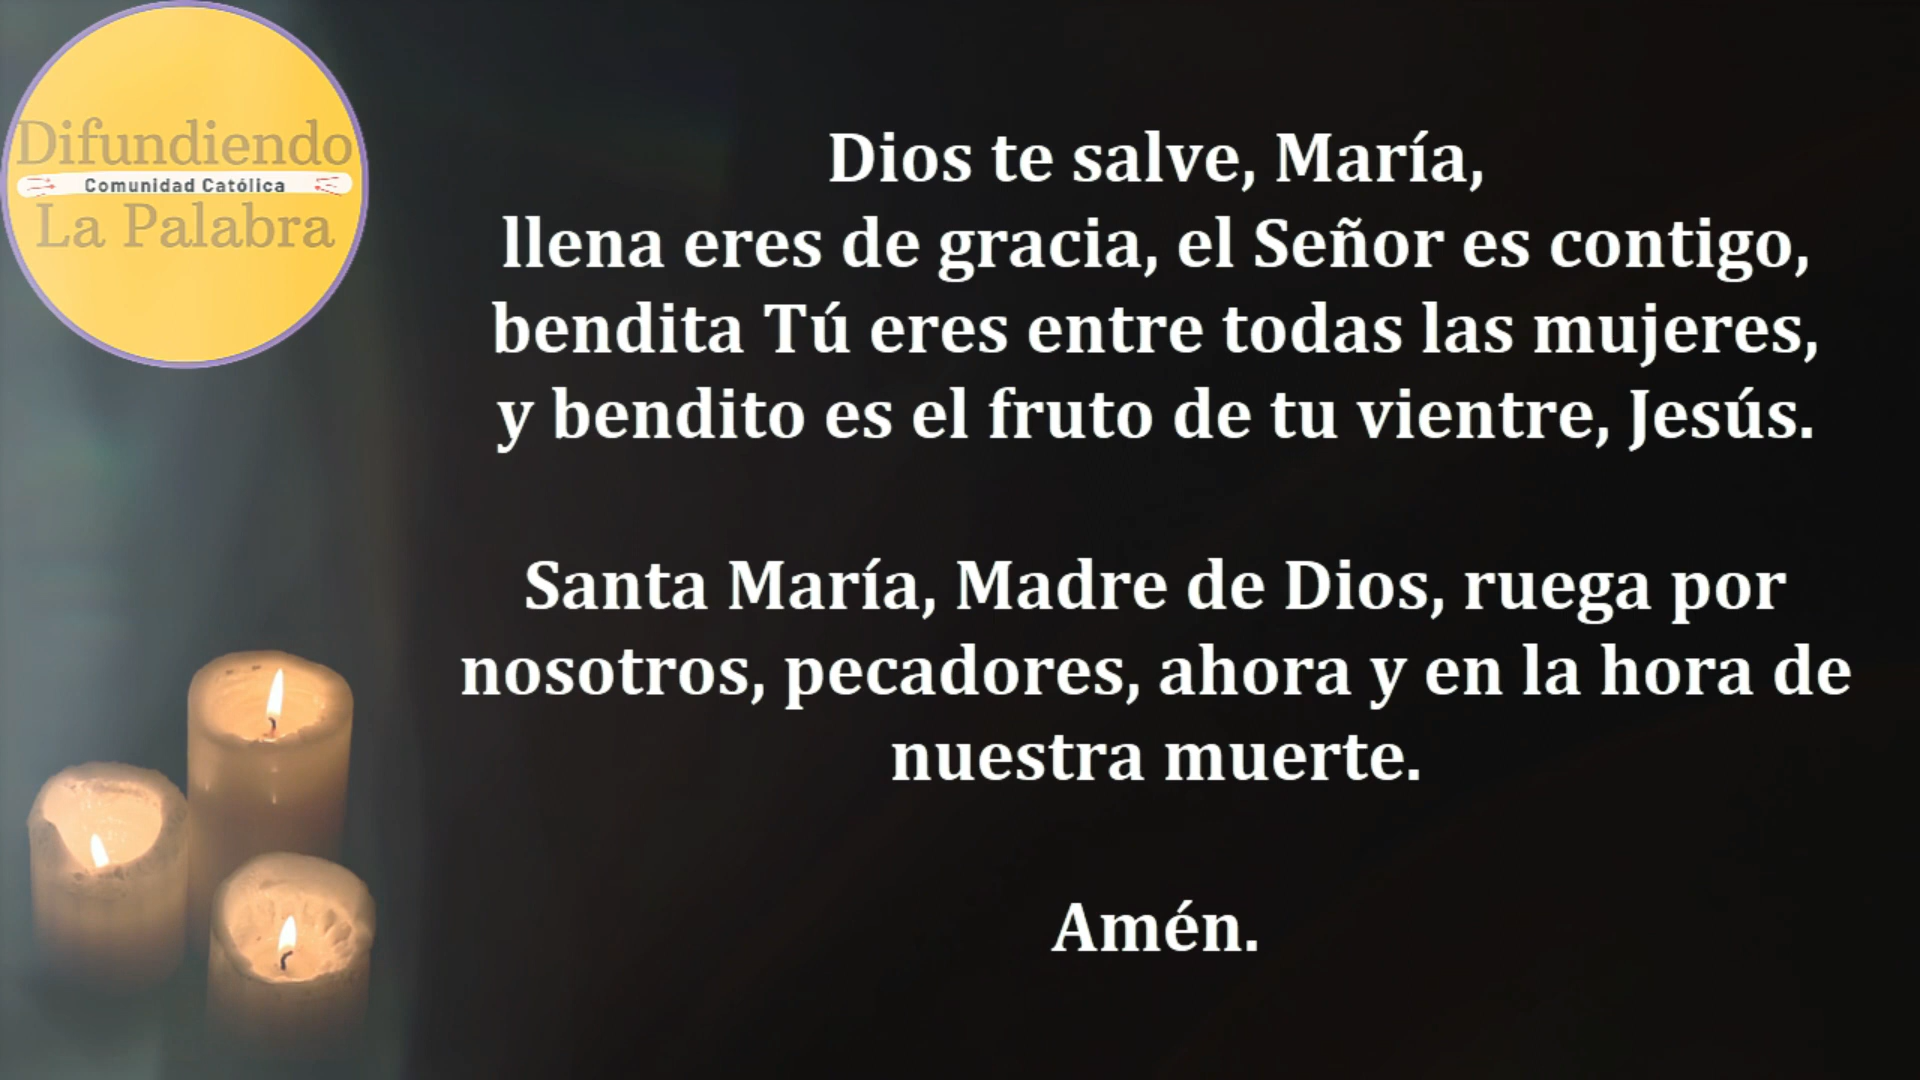 Difundiendo
Comunidad Católica
La Palabra
Dios te salve, María,
llena eres de gracia, el Señor es contigo,
bendita Tú eres entre todas las mujeres,
y bendito es el fruto de tu vientre, Jesús.
Santa María, Madre de Dios, ruega por
nosotros, pecadores, ahora y en la hora de
nuestra muerte.
Amén.